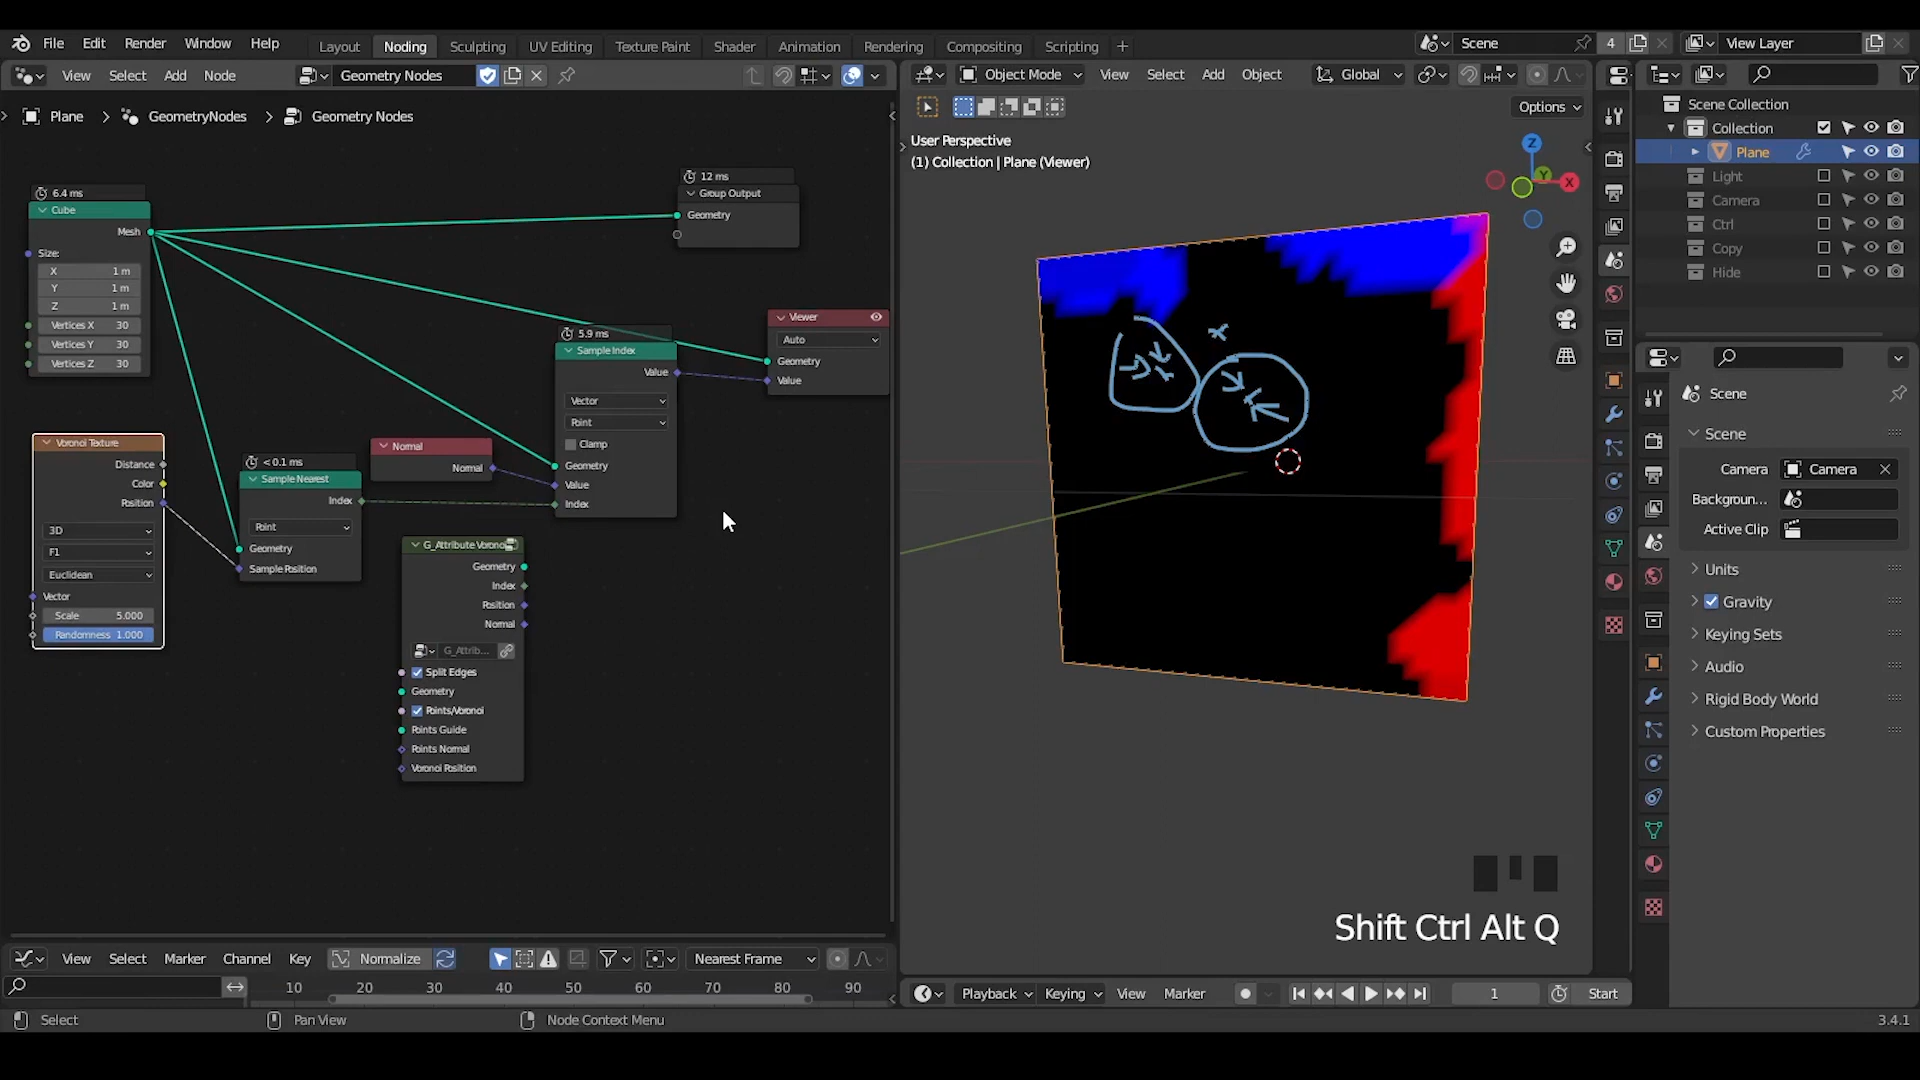 File Edit Render Window Help Layout Noding Sculpting UV Editing Texture Paint Shader Animation Rendering Compositing Scripting + Scene 4 View Layer
View Select Add Node Geometry Nodes
Object Mode View Select Add Object Global
Options
Plane > GeometryNodes > Geometry Nodes
User Perspective
(1) Collection | Plane (Viewer)
Z
Y
X
Scene Collection
Collection
Plane
Light
Camera
Ctrl
Copy
Hide
6.4 ms
Cube
Mesh
Size:
X 1 m
Y 1 m
Z 1 m
Vertices X 30
Vertices Y 30
Vertices Z 30
12 ms
Group Output
Geometry
Viewer
Auto
Geometry
Value
5.9 ms
Sample Index
Value
Vector
Point
Clamp
Geometry
Value
Index
Normal
Normal
Voronoi Texture
Distance
Color
Position
3D
F1
Euclidean
Vector
Scale 5.000
Randomness 1.000
< 0.1 ms
Sample Nearest
Index
Point
Geometry
Sample Position
G_Attribute Vorono
Geometry
Index
Position
Normal
G_Attrib...
Split Edges
Geometry
Points/Voronoi
Points Guide
Points Normal
Voronoi Position
Scene
Scene
Camera Camera
Backgroun...
Active Clip
Units
Gravity
Keying Sets
Audio
Rigid Body World
Custom Properties
Shift Ctrl Alt Q
View Select Marker Channel Key Normalize Nearest Frame
10 20 30 40 50 60 70 80 90
Playback Keying View Marker 1 Start
Select Pan View Node Context Menu 3.4.1